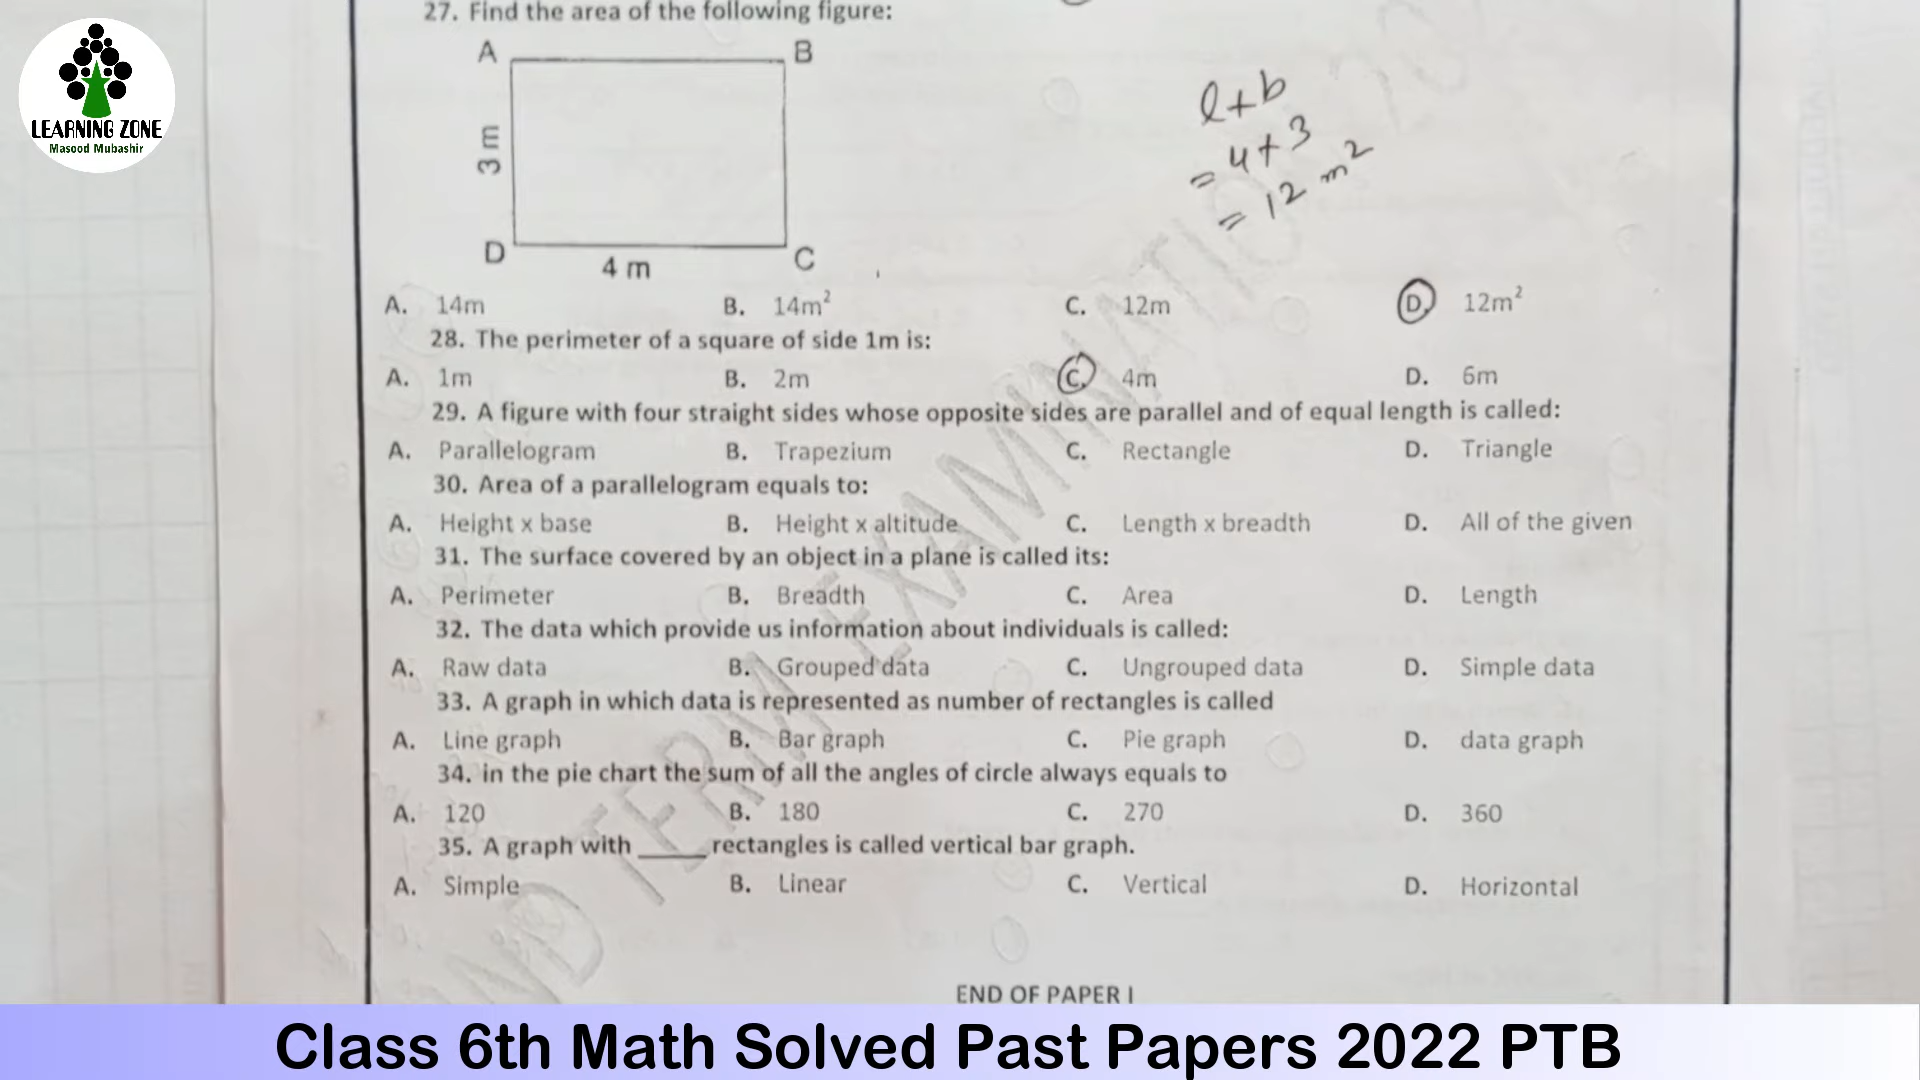 LEARNING ZONE
Masood Mubashir
27. Find the area of the following figure:
A B
3 m
D C
4 m
l+b
= 4+3
= 12 m²
A. 14m B. 14m² C. 12m D. 12m²
28. The perimeter of a square of side 1m is:
A. 1m B. 2m C. 4m D. 6m
29. A figure with four straight sides whose opposite sides are parallel and of equal length is called:
A. Parallelogram B. Trapezium C. Rectangle D. Triangle
30. Area of a parallelogram equals to:
A. Height x base B. Height x altitude C. Length x breadth D. All of the given
31. The surface covered by an object in a plane is called its:
A. Perimeter B. Breadth C. Area D. Length
32. The data which provide us information about individuals is called:
A. Raw data B. Grouped data C. Ungrouped data D. Simple data
33. A graph in which data is represented as number of rectangles is called
A. Line graph B. Bar graph C. Pie graph D. data graph
34. in the pie chart the sum of all the angles of circle always equals to
A. 120 B. 180 C. 270 D. 360
35. A graph with _____ rectangles is called vertical bar graph.
A. Simple B. Linear C. Vertical D. Horizontal
TERM EXAMINATION
END OF PAPER I
Class 6th Math Solved Past Papers 2022 PTB